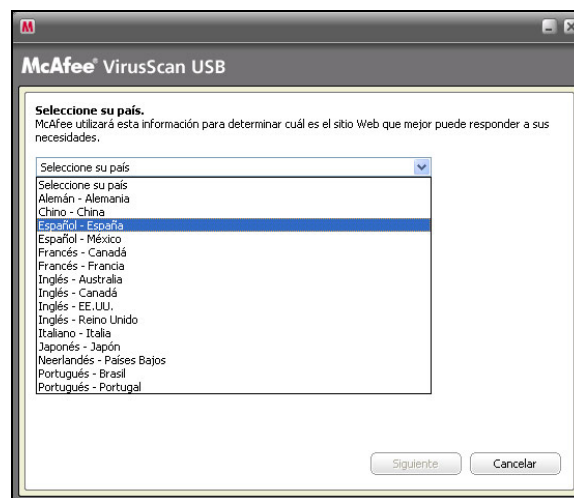 McAfee® VirusScan USB
Seleccione su país.
McAfee utilizará esta información para determinar cuál es el sitio Web que mejor puede responder a sus
necesidades.
Seleccione su país
Seleccione su país
Alemán - Alemania
Chino - China
Español - España
Español - México
Francés - Canadá
Francés - Francia
Inglés - Australia
Inglés - Canadá
Inglés - EE.UU.
Inglés - Reino Unido
Italiano - Italia
Japonés - Japón
Neerlandés - Países Bajos
Portugués - Brasil
Portugués - Portugal
Siguiente
Cancelar